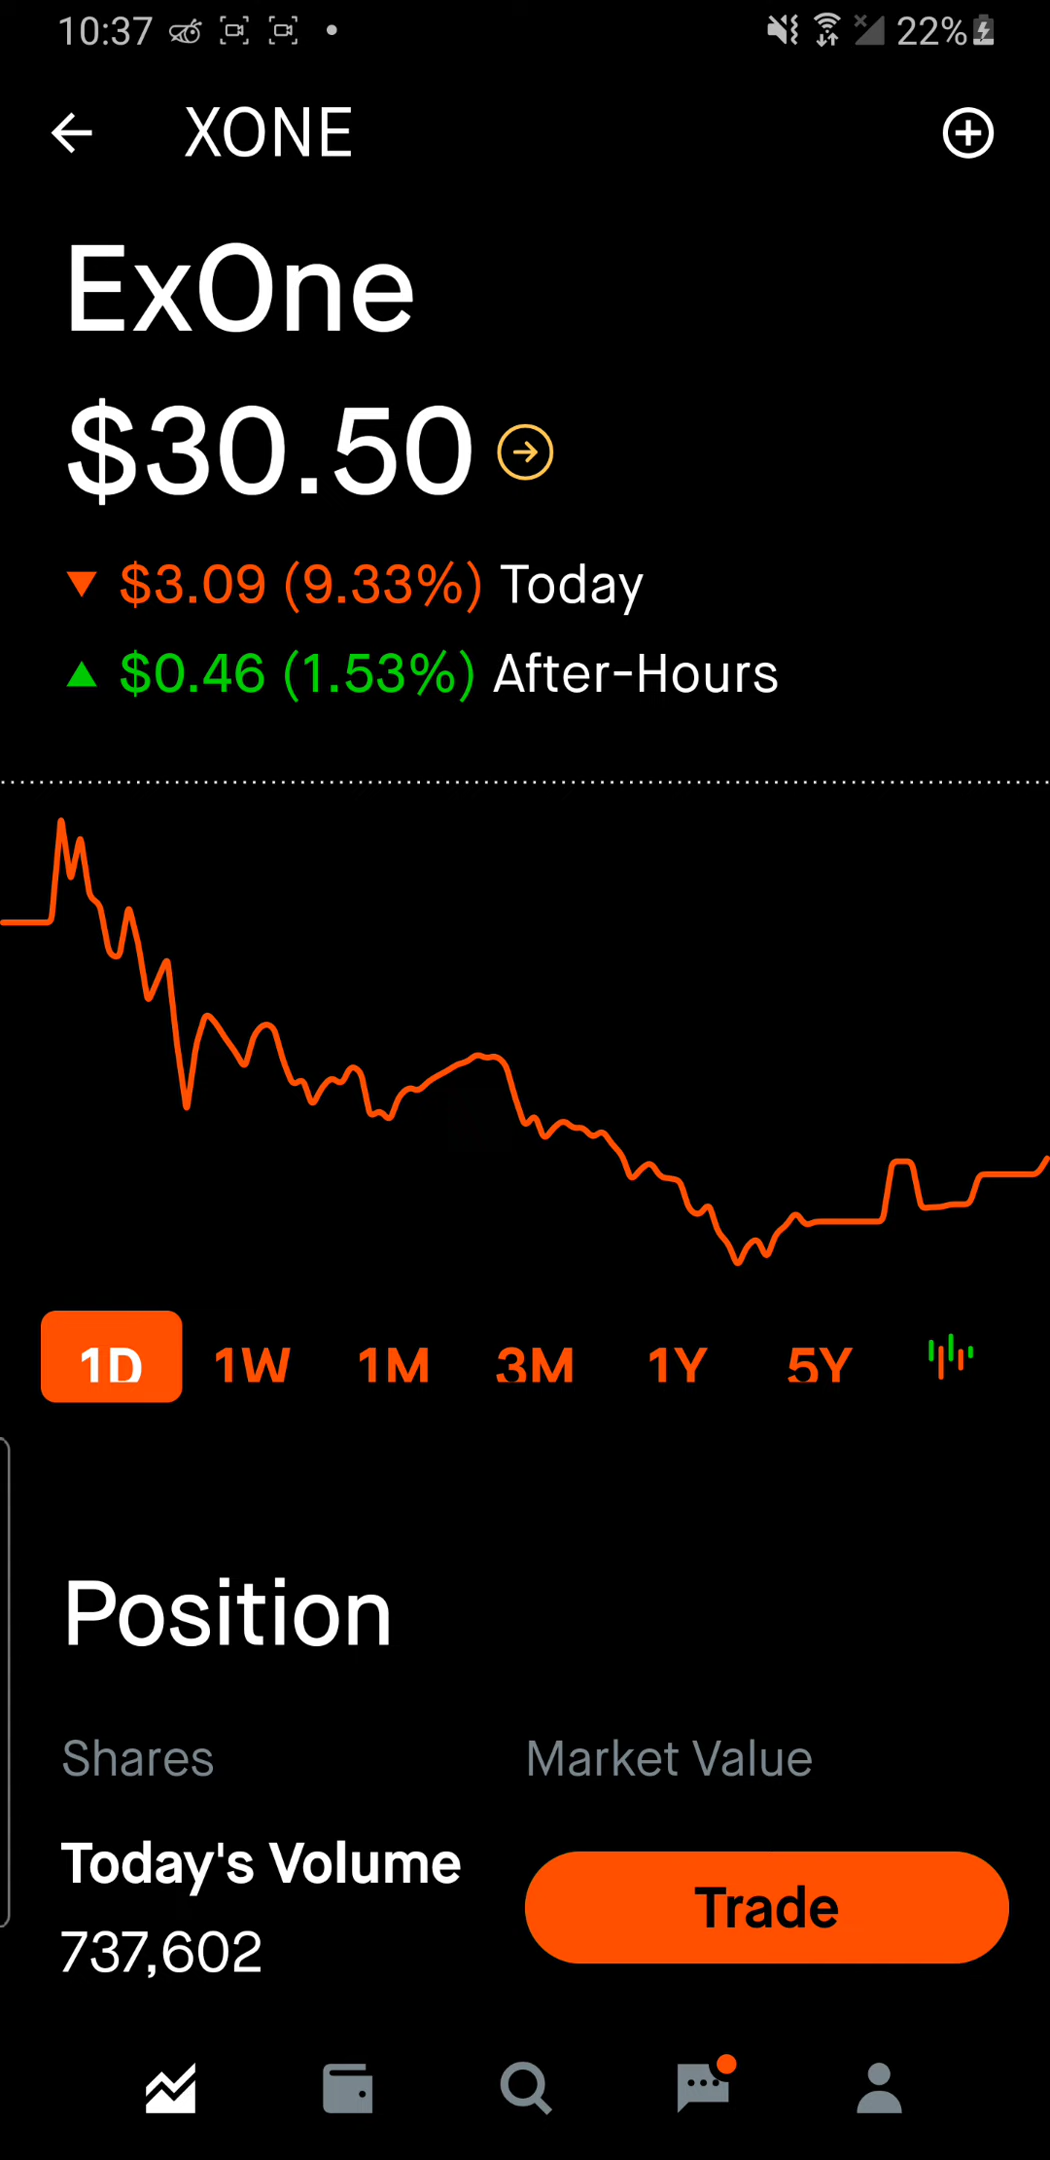 10:37 22%
XONE
ExOne
$30.50
$3.09 (9.33%) Today
$0.46 (1.53%) After-Hours
1D 1W 1M 3M 1Y 5Y
Position
Shares Market Value
Today's Volume
737,602
Trade